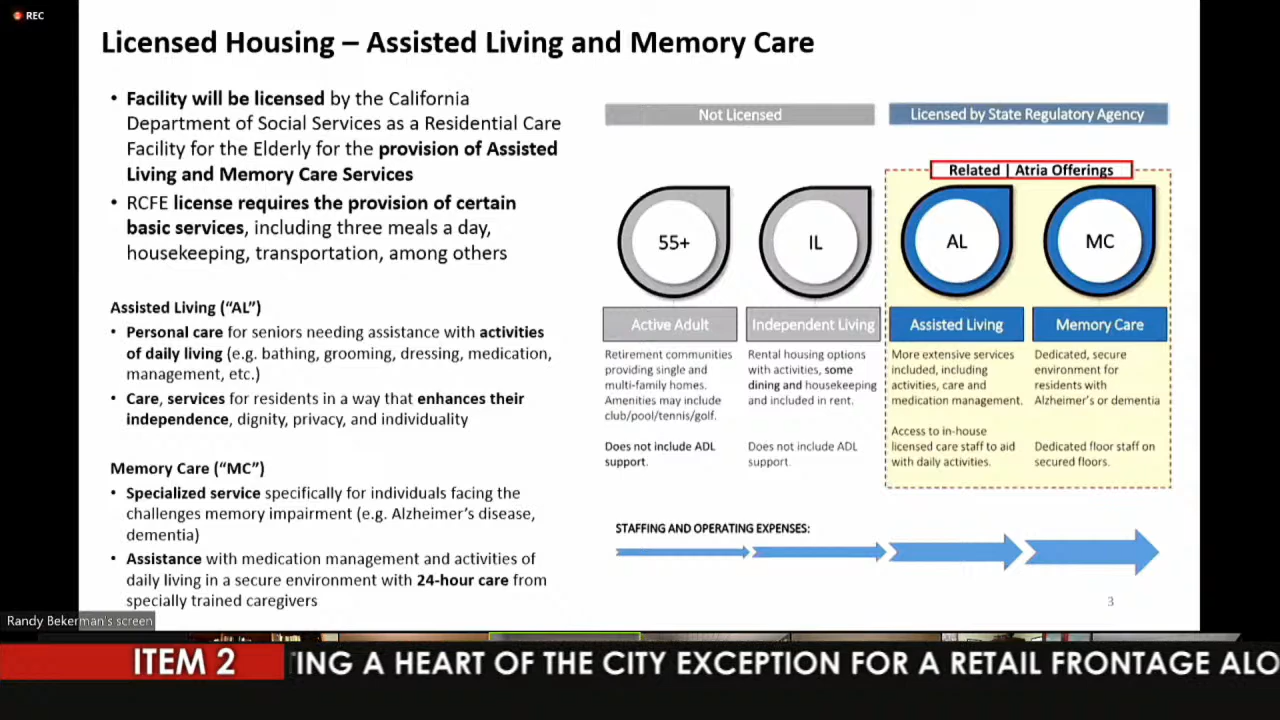 REC
Licensed Housing – Assisted Living and Memory Care
• Facility will be licensed by the California
Department of Social Services as a Residential Care
Facility for the Elderly for the provision of Assisted
Living and Memory Care Services
• RCFE license requires the provision of certain
basic services, including three meals a day,
housekeeping, transportation, among others
Assisted Living (“AL”)
• Personal care for seniors needing assistance with activities
of daily living (e.g. bathing, grooming, dressing, medication,
management, etc.)
• Care, services for residents in a way that enhances their
independence, dignity, privacy, and individuality
Memory Care (“MC”)
• Specialized service specifically for individuals facing the
challenges memory impairment (e.g. Alzheimer’s disease,
dementia)
• Assistance with medication management and activities of
daily living in a secure environment with 24-hour care from
specially trained caregivers
Not Licensed
Licensed by State Regulatory Agency
Related | Atria Offerings
55+
IL
AL
MC
Active Adult
Independent Living
Assisted Living
Memory Care
Retirement communities
providing single and
multi-family homes.
Amenities may include
club/pool/tennis/golf.
Does not include ADL
support.
Rental housing options
with activities, some
dining and housekeeping
and included in rent.
Does not include ADL
support.
More extensive services
included, including
activities, care and
medication management.
Access to in-house
licensed care staff to aid
with daily activities.
Dedicated, secure
environment for
residents with
Alzheimer’s or dementia
Dedicated floor staff on
secured floors.
STAFFING AND OPERATING EXPENSES:
3
Randy Bekerman's screen
ITEM 2
TING A HEART OF THE CITY EXCEPTION FOR A RETAIL FRONTAGE ALO